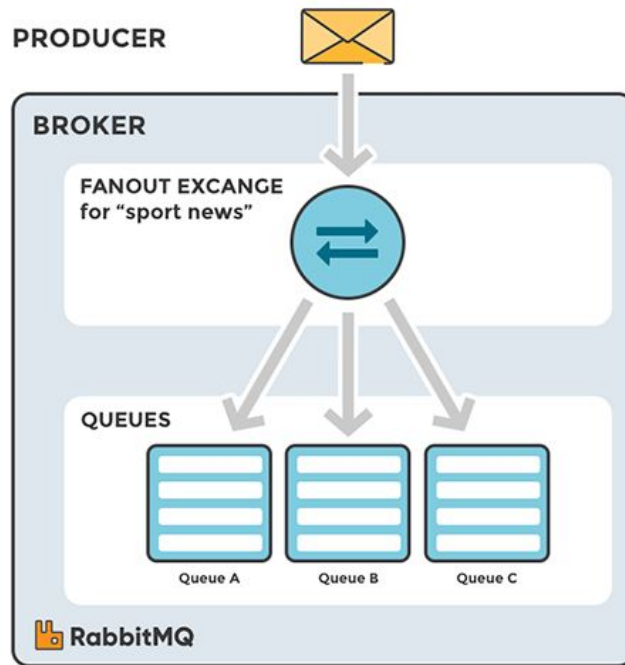 PRODUCER
BROKER
FANOUT EXCANGE
for “sport news”
QUEUES
Queue A
Queue B
Queue C
RabbitMQ